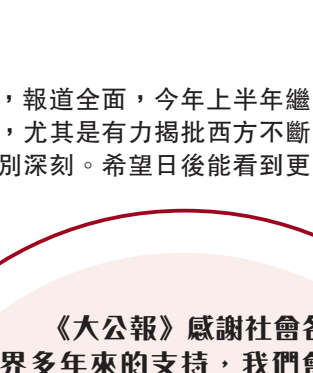 ，報道全面，今年上半年繼
，尤其是有力揭批西方不斷
別深刻。希望日後能看到更
《大公報》感謝社會各
界多年來的支持，我們會